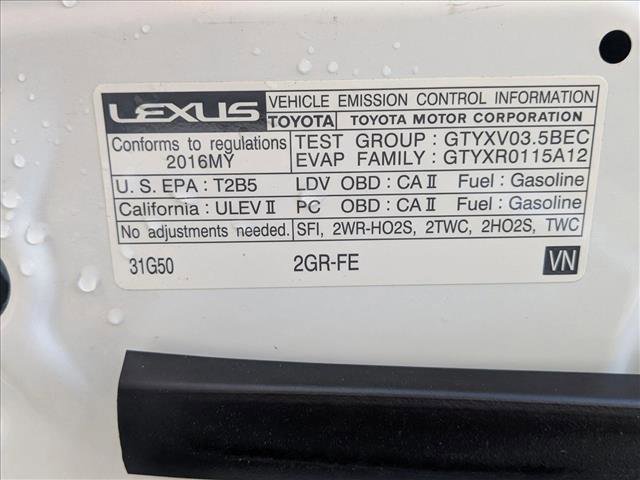 LEXUS VEHICLE EMISSION CONTROL INFORMATION
TOYOTA TOYOTA MOTOR CORPORATION
Conforms to regulations TEST GROUP : GTYXV03.5BEC
2016MY EVAP FAMILY : GTYXR0115A12
U. S. EPA : T2B5 LDV OBD : CA II Fuel : Gasoline
California : ULEV II PC OBD : CA II Fuel : Gasoline
No adjustments needed. SFI, 2WR-HO2S, 2TWC, 2HO2S, TWC
31G50 2GR-FE VN